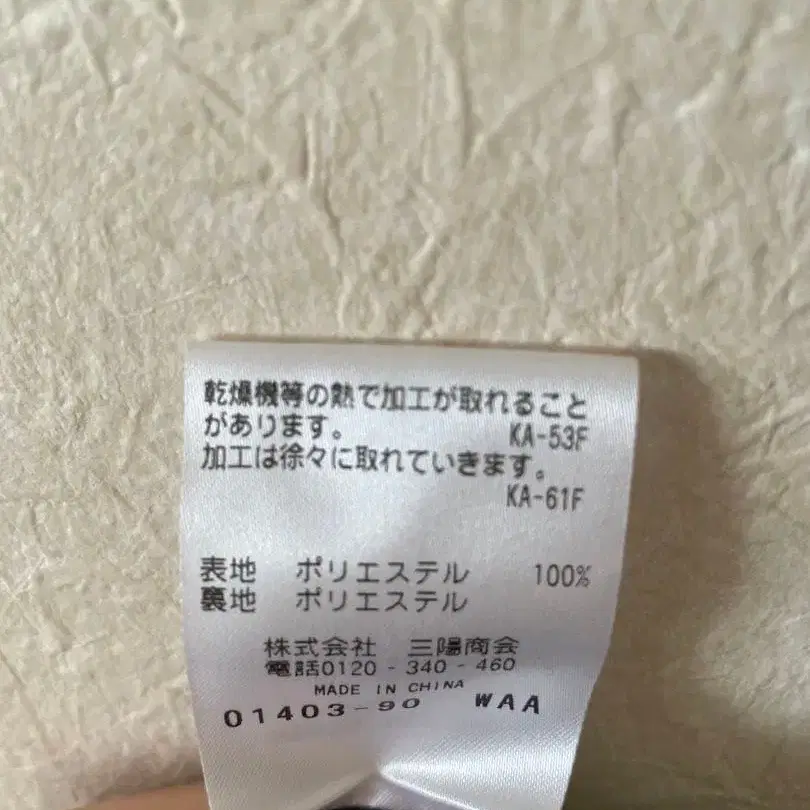 乾燥機等の熱で加工が取れること
があります。 KA-53F
加工は徐々に取れていきます。
KA-61F
表地 ポリエステル 100%
裏地 ポリエステル
株式会社 三陽商会
電話0120-340-460
MADE IN CHINA
01403-90 WAA